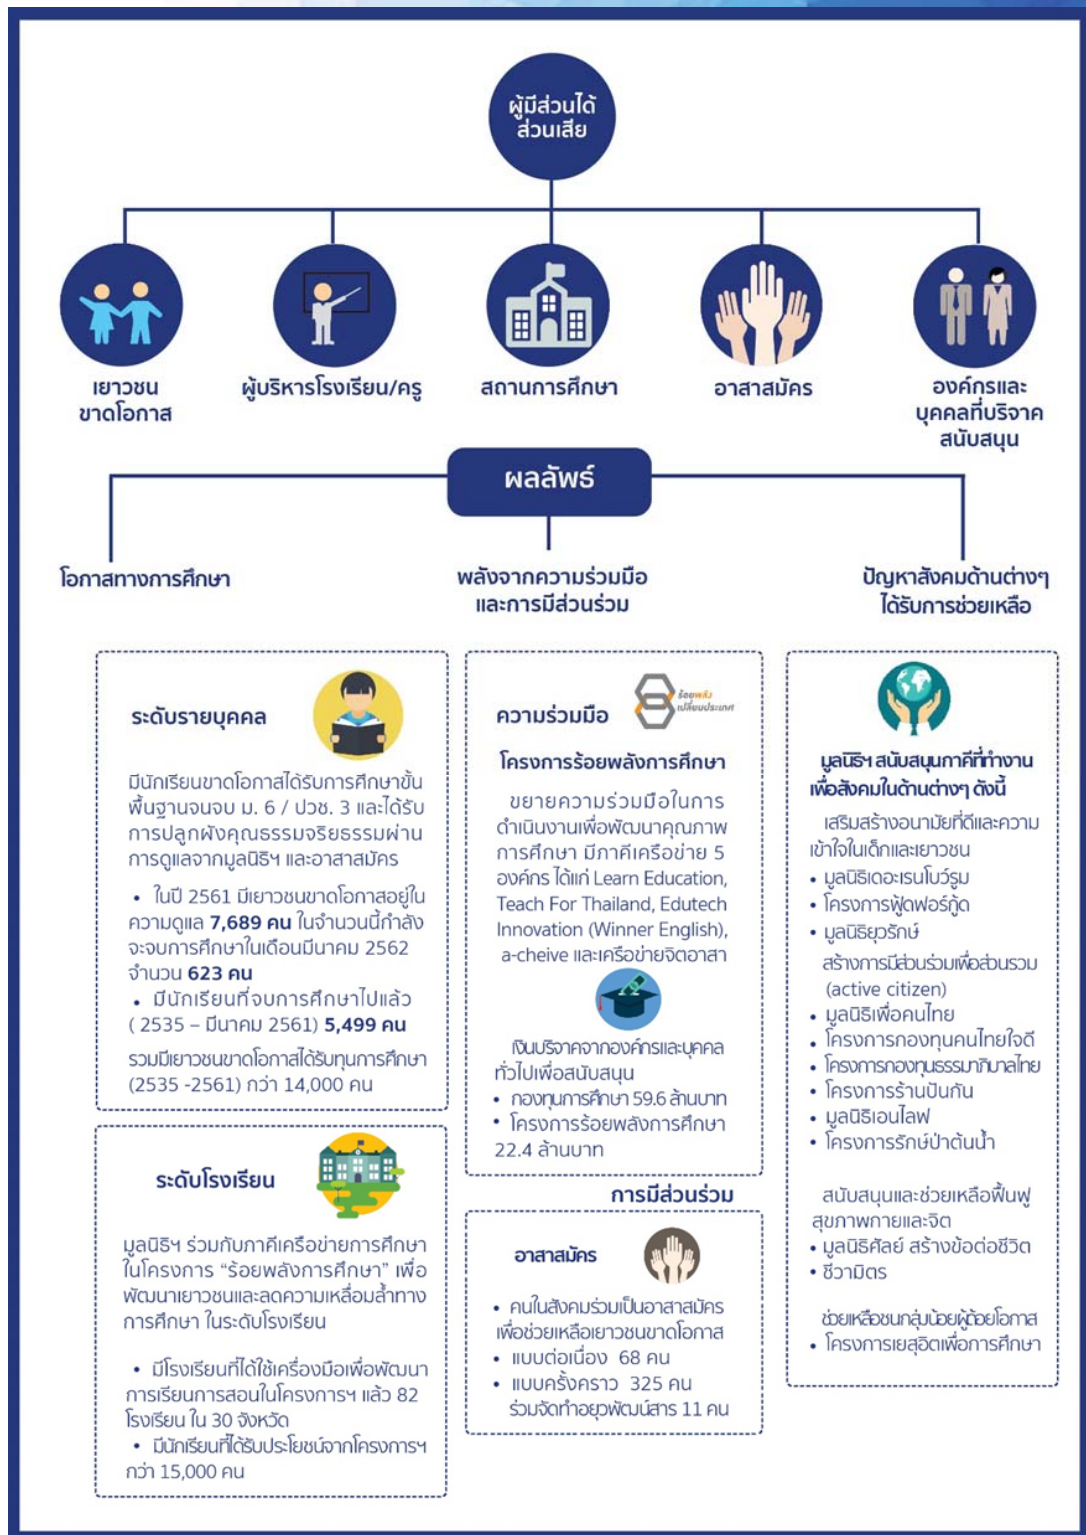 ผู้มีส่วนได้
ส่วนเสีย
เยาวชน
ขาดโอกาส
ผู้บริหารโรงเรียน/ครู
สถานการศึกษา
อาสาสมัคร
องค์กรและ
บุคคลที่บริจาค
สนับสนุน
ผลลัพธ์
โอกาสทางการศึกษา
พลังจากความร่วมมือ
และการมีส่วนร่วม
ปัญหาสังคมด้านต่างๆ
ได้รับการช่วยเหลือ
ระดับรายบุคคล
มีนักเรียนขาดโอกาสได้รับการศึกษาขั้น
พื้นฐานจนจบ ม. 6 / ปวช. 3 และได้รับ
การปลูกฝังคุณธรรมจริยธรรมผ่าน
การดูแลจากมูลนิธิฯ และอาสาสมัคร
• ในปี 2561 มีเยาวชนขาดโอกาสอยู่ใน
ความดูแล 7,689 คน ในจำนวนนี้กำลัง
จะจบการศึกษาในเดือนมีนาคม 2562
จำนวน 623 คน
• มีนักเรียนที่จบการศึกษาไปแล้ว
( 2535 – มีนาคม 2561) 5,499 คน
รวมมีเยาวชนขาดโอกาสได้รับทุนการศึกษา
(2535 -2561) กว่า 14,000 คน
ระดับโรงเรียน
มูลนิธิฯ ร่วมกับภาคีเครือข่ายการศึกษา
ในโครงการ “ร้อยพลังการศึกษา” เพื่อ
พัฒนาเยาวชนและลดความเหลื่อมล้ำทาง
การศึกษา ในระดับโรงเรียน
• มีโรงเรียนที่ได้ใช้เครื่องมือเพื่อพัฒนา
การเรียนการสอนในโครงการฯ แล้ว 82
โรงเรียน ใน 30 จังหวัด
• มีนักเรียนที่ได้รับประโยชน์จากโครงการฯ
กว่า 15,000 คน
ความร่วมมือ
ร้อยพลัง
เปลี่ยนประเทศ
โครงการร้อยพลังการศึกษา
ขยายความร่วมมือในการ
ดำเนินงานเพื่อพัฒนาคุณภาพ
การศึกษา มีภาคีเครือข่าย 5
องค์กร ได้แก่ Learn Education,
Teach For Thailand, Edutech
Innovation (Winner English),
a-cheive และเครือข่ายจิตอาสา
เงินบริจาคจากองค์กรและบุคคล
ทั่วไปเพื่อสนับสนุน
• กองทุนการศึกษา 59.6 ล้านบาท
• โครงการร้อยพลังการศึกษา
22.4 ล้านบาท
การมีส่วนร่วม
อาสาสมัคร
• คนในสังคมร่วมเป็นอาสาสมัคร
เพื่อช่วยเหลือเยาวชนขาดโอกาส
• แบบต่อเนื่อง 68 คน
• แบบครั้งคราว 325 คน
ร่วมจัดทำอยุวพัฒน์สาร 11 คน
มูลนิธิฯ สนับสนุนภาคีที่ทำงาน
เพื่อสังคมในด้านต่างๆ ดังนี้
เสริมสร้างอนามัยที่ดีและความ
เข้าใจในเด็กและเยาวชน
• มูลนิธิเดอะเรนโบว์รูม
• โครงการฟู้ดฟอร์กู้ด
• มูลนิธิยุวรักษ์
สร้างการมีส่วนร่วมเพื่อส่วนรวม
(active citizen)
• มูลนิธิเพื่อคนไทย
• โครงการกองทุนคนไทยใจดี
• โครงการกองทุนธรรมาภิบาลไทย
• โครงการร้านปันกัน
• มูลนิธิเอนไลฟ
• โครงการรักษ์ป่าต้นน้ำ
สนับสนุนและช่วยเหลือฟื้นฟู
สุขภาพกายและจิต
• มูลนิธิศัลย์ สร้างข้อต่อชีวิต
• ชีวามิตร
ช่วยเหลือชนกลุ่มน้อยผู้ด้อยโอกาส
• โครงการเยสุอิตเพื่อการศึกษา